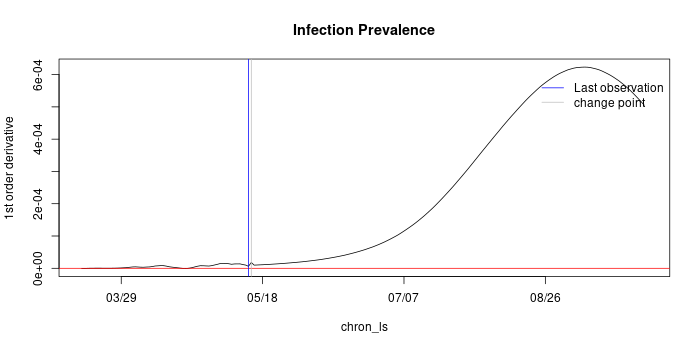 Infection Prevalence
1st order derivative
6e-04
4e-04
2e-04
0e+00
Last observation
change point
03/29
05/18
07/07
08/26
chron_ls